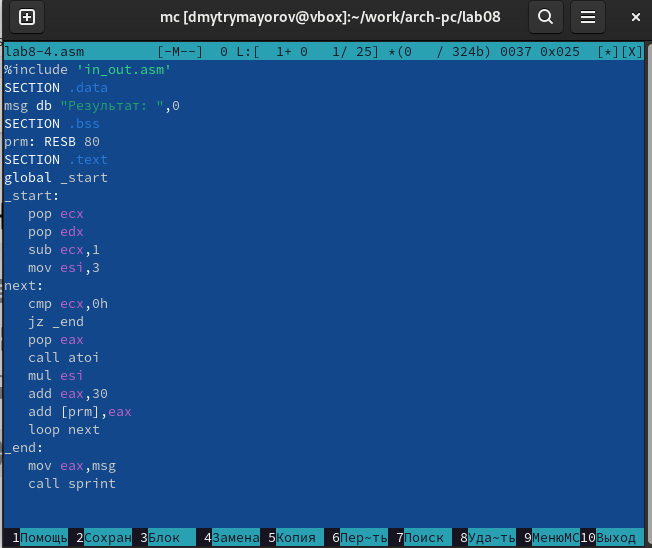 mc [dmytrymayorov@vbox]:~/work/arch-pc/lab08
lab8-4.asm [-M--] 0 L:[ 1+ 0 1/ 25] *(0 / 324b) 0037 0x025 [*][X]
%include 'in_out.asm'
SECTION .data
msg db "Результат: ",0
SECTION .bss
prm: RESB 80
SECTION .text
global _start
_start:
pop ecx
pop edx
sub ecx,1
mov esi,3
next:
cmp ecx,0h
jz _end
pop eax
call atoi
mul esi
add eax,30
add [prm],eax
loop next
_end:
mov eax,msg
call sprint
1Помощь 2Сохран 3Блок 4Замена 5Копия 6Пер~ть 7Поиск 8Уда~ть 9МенюMC 10Выход